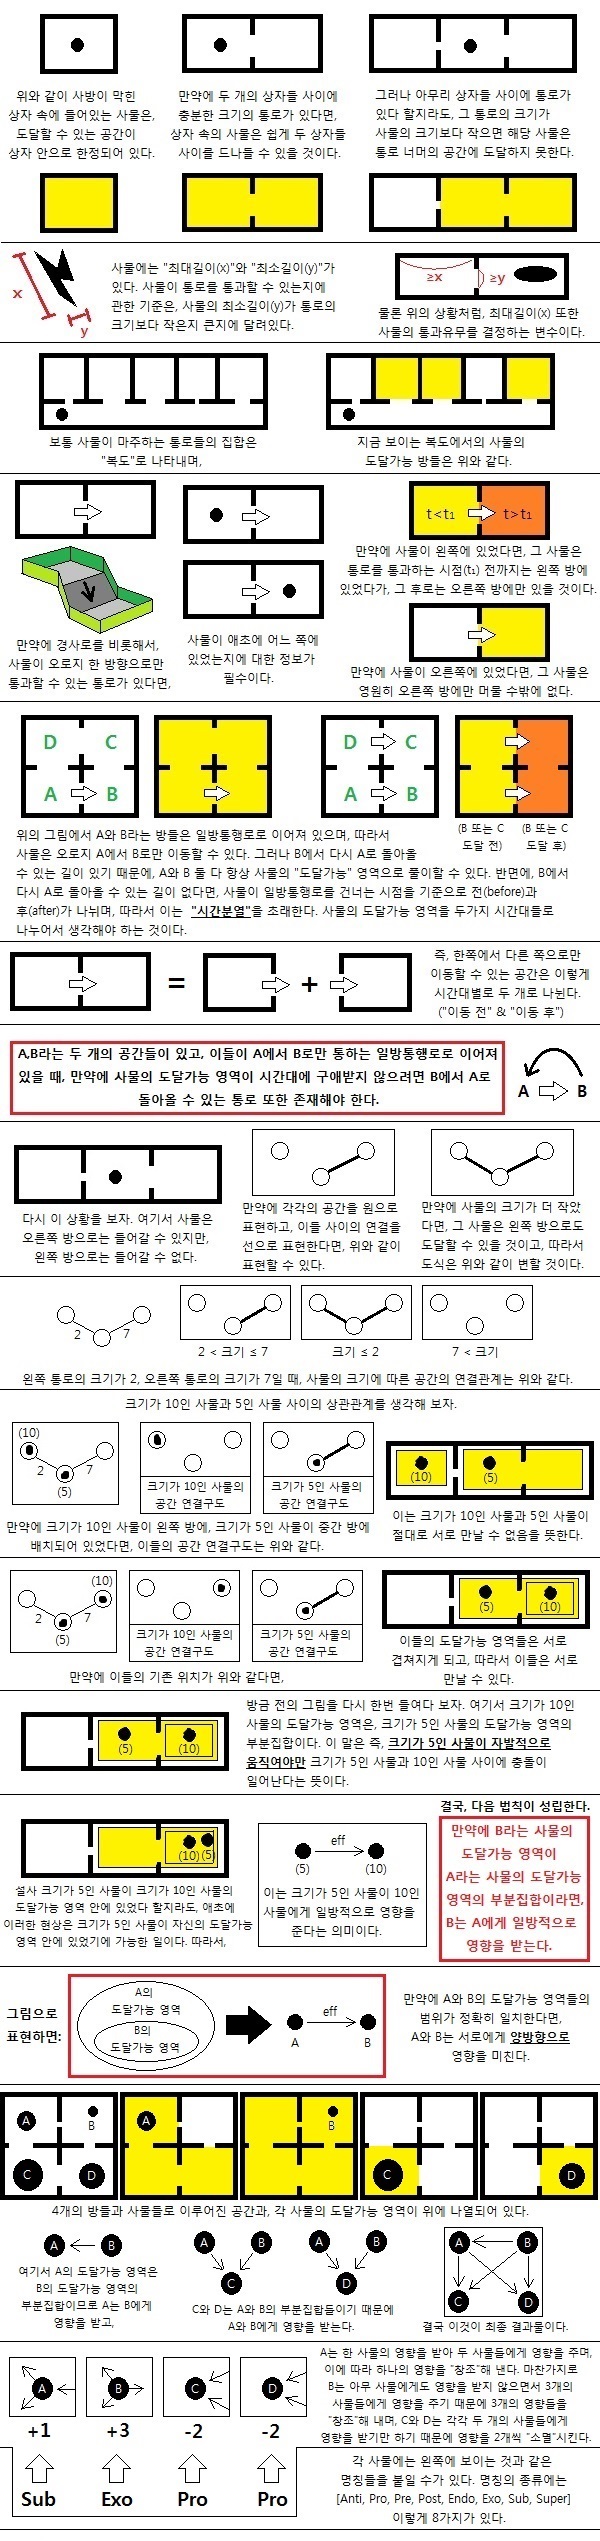 위와 같이 사방이 막힌
상자 속에 들어있는 사물은,
도달할 수 있는 공간이
상자 안으로 한정되어 있다.
만약에 두 개의 상자들 사이에
충분한 크기의 통로가 있다면,
상자 속의 사물은 쉽게 두 상자들
사이를 드나들 수 있을 것이다.
그러나 아무리 상자들 사이에 통로가
있다 할지라도, 그 통로의 크기가
사물의 크기보다 작으면 해당 사물은
통로 너머의 공간에 도달하지 못한다.
x
y
사물에는 "최대길이(x)"와 "최소길이(y)"가
있다. 사물이 통로를 통과할 수 있는지에
관한 기준은, 사물의 최소길이(y)가 통로의
크기보다 작은지 큰지에 달려있다.
≥x
≥y
물론 위의 상황처럼, 최대길이(x) 또한
사물의 통과유무를 결정하는 변수이다.
보통 사물이 마주하는 통로들의 집합은
"복도"로 나타내며,
지금 보이는 복도에서의 사물의
도달가능 방들은 위와 같다.
만약에 경사로를 비롯해서,
사물이 오로지 한 방향으로만
통과할 수 있는 통로가 있다면,
사물이 애초에 어느 쪽에
있었는지에 대한 정보가
필수이다.
t<t₁
t>t₁
만약에 사물이 왼쪽에 있었다면, 그 사물은
통로를 통과하는 시점(t₁) 전까지는 왼쪽 방에
있었다가, 그 후로는 오른쪽 방에만 있을 것이다.
만약에 사물이 오른쪽에 있었다면, 그 사물은
영원히 오른쪽 방에만 머물 수밖에 없다.
D C
A B
D C
A B
(B 또는 C
도달 전)
(B 또는 C
도달 후)
위의 그림에서 A와 B라는 방들은 일방통행로로 이어져 있으며, 따라서
사물은 오로지 A에서 B로만 이동할 수 있다. 그러나 B에서 다시 A로 돌아올
수 있는 길이 있기 때문에, A와 B 둘 다 항상 사물의 "도달가능" 영역으로 풀이할 수 있다. 반면에, B에서
다시 A로 돌아올 수 있는 길이 없다면, 사물이 일방통행로를 건너는 시점을 기준으로 전(before)과
후(after)가 나뉘며, 따라서 이는 "시간분열"을 초래한다. 사물의 도달가능 영역을 두가지 시간대들로
나누어서 생각해야 하는 것이다.
= +
즉, 한쪽에서 다른 쪽으로만
이동할 수 있는 공간은 이렇게
시간대별로 두 개로 나뉜다.
("이동 전" & "이동 후")
A,B라는 두 개의 공간들이 있고, 이들이 A에서 B로만 통하는 일방통행로로 이어져
있을 때, 만약에 사물의 도달가능 영역이 시간대에 구애받지 않으려면 B에서 A로
돌아올 수 있는 통로 또한 존재해야 한다.
A B
다시 이 상황을 보자. 여기서 사물은
오른쪽 방으로는 들어갈 수 있지만,
왼쪽 방으로는 들어갈 수 없다.
만약에 각각의 공간을 원으로
표현하고, 이들 사이의 연결을
선으로 표현한다면, 위와 같이
표현할 수 있다.
만약에 사물의 크기가 더 작았
다면, 그 사물은 왼쪽 방으로도
도달할 수 있을 것이고, 따라서
도식은 위와 같이 변할 것이다.
2 7
2 < 크기 ≤ 7
크기 ≤ 2
7 < 크기
왼쪽 통로의 크기가 2, 오른쪽 통로의 크기가 7일 때, 사물의 크기에 따른 공간의 연결관계는 위와 같다.
크기가 10인 사물과 5인 사물 사이의 상관관계를 생각해 보자.
(10)
2 7
(5)
크기가 10인 사물의
공간 연결구도
크기가 5인 사물의
공간 연결구도
(10) (5)
만약에 크기가 10인 사물이 왼쪽 방에, 크기가 5인 사물이 중간 방에
배치되어 있었다면, 이들의 공간 연결구도는 위와 같다.
이는 크기가 10인 사물과 5인 사물이
절대로 서로 만날 수 없음을 뜻한다.
(10)
2 7
(5)
크기가 10인 사물의
공간 연결구도
크기가 5인 사물의
공간 연결구도
(5) (10)
만약에 이들의 기존 위치가 위와 같다면,
이들의 도달가능 영역들은 서로
겹쳐지게 되고, 따라서 이들은 서로
만날 수 있다.
(5) (10)
방금 전의 그림을 다시 한번 들여다 보자. 여기서 크기가 10인
사물의 도달가능 영역은, 크기가 5인 사물의 도달가능 영역의
부분집합이다. 이 말은 즉, 크기가 5인 사물이 자발적으로
움직여야만 크기가 5인 사물과 10인 사물 사이에 충돌이
일어난다는 뜻이다.
(10) (5)
설사 크기가 5인 사물이 크기가 10인 사물의
도달가능 영역 안에 있었다 할지라도, 애초에
이러한 현상은 크기가 5인 사물이 자신의 도달가능
영역 안에 있었기에 가능한 일이다. 따라서,
eff
(5) (10)
이는 크기가 5인 사물이 10인
사물에게 일방적으로 영향을
준다는 의미이다.
결국, 다음 법칙이 성립한다.
만약에 B라는 사물의
도달가능 영역이
A라는 사물의 도달가능
영역의 부분집합이라면,
B는 A에게 일방적으로
영향을 받는다.
그림으로
표현하면:
A의
도달가능 영역
B의
도달가능 영역
eff
A B
만약에 A와 B의 도달가능 영역들의
범위가 정확히 일치한다면,
A와 B는 서로에게 양방향으로
영향을 미친다.
A B
C D
A
B
C
D
4개의 방들과 사물들로 이루어진 공간과, 각 사물의 도달가능 영역이 위에 나열되어 있다.
A B
여기서 A의 도달가능 영역은
B의 도달가능 영역의
부분집합이므로 A는 B에게
영향을 받고,
A B
C
A B
D
C와 D는 A와 B의 부분집합들이기 때문에
A와 B에게 영향을 받는다.
A B
C D
결국 이것이 최종 결과물이다.
A B C D
+1 +3 -2 -2
Sub Exo Pro Pro
A는 한 사물의 영향을 받아 두 사물들에게 영향을 주며,
이에 따라 하나의 영향을 "창조"해 낸다. 마찬가지로
B는 아무 사물에게도 영향을 받지 않으면서 3개의
사물들에게 영향을 주기 때문에 3개의 영향들을
"창조"해 내며, C와 D는 각각 두 개의 사물들에게
영향을 받기만 하기 때문에 영향을 2개씩 "소멸"시킨다.
각 사물에는 왼쪽에 보이는 것과 같은
명칭들을 붙일 수가 있다. 명칭의 종류에는
[Anti, Pro, Pre, Post, Endo, Exo, Sub, Super]
이렇게 8가지가 있다.